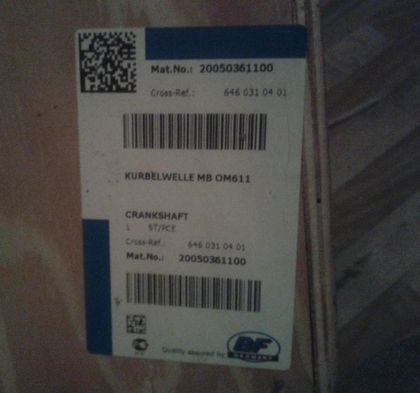 Mat.No.: 20050361100
Cross-Ref.: 646 031 04 01
KURBELWELLE MB OM611
CRANKSHAFT
1 ST/PCE
Cross-Ref.: 646 031 04 01
Mat.No.: 20050361100
Quality assured by BF
GERMANY